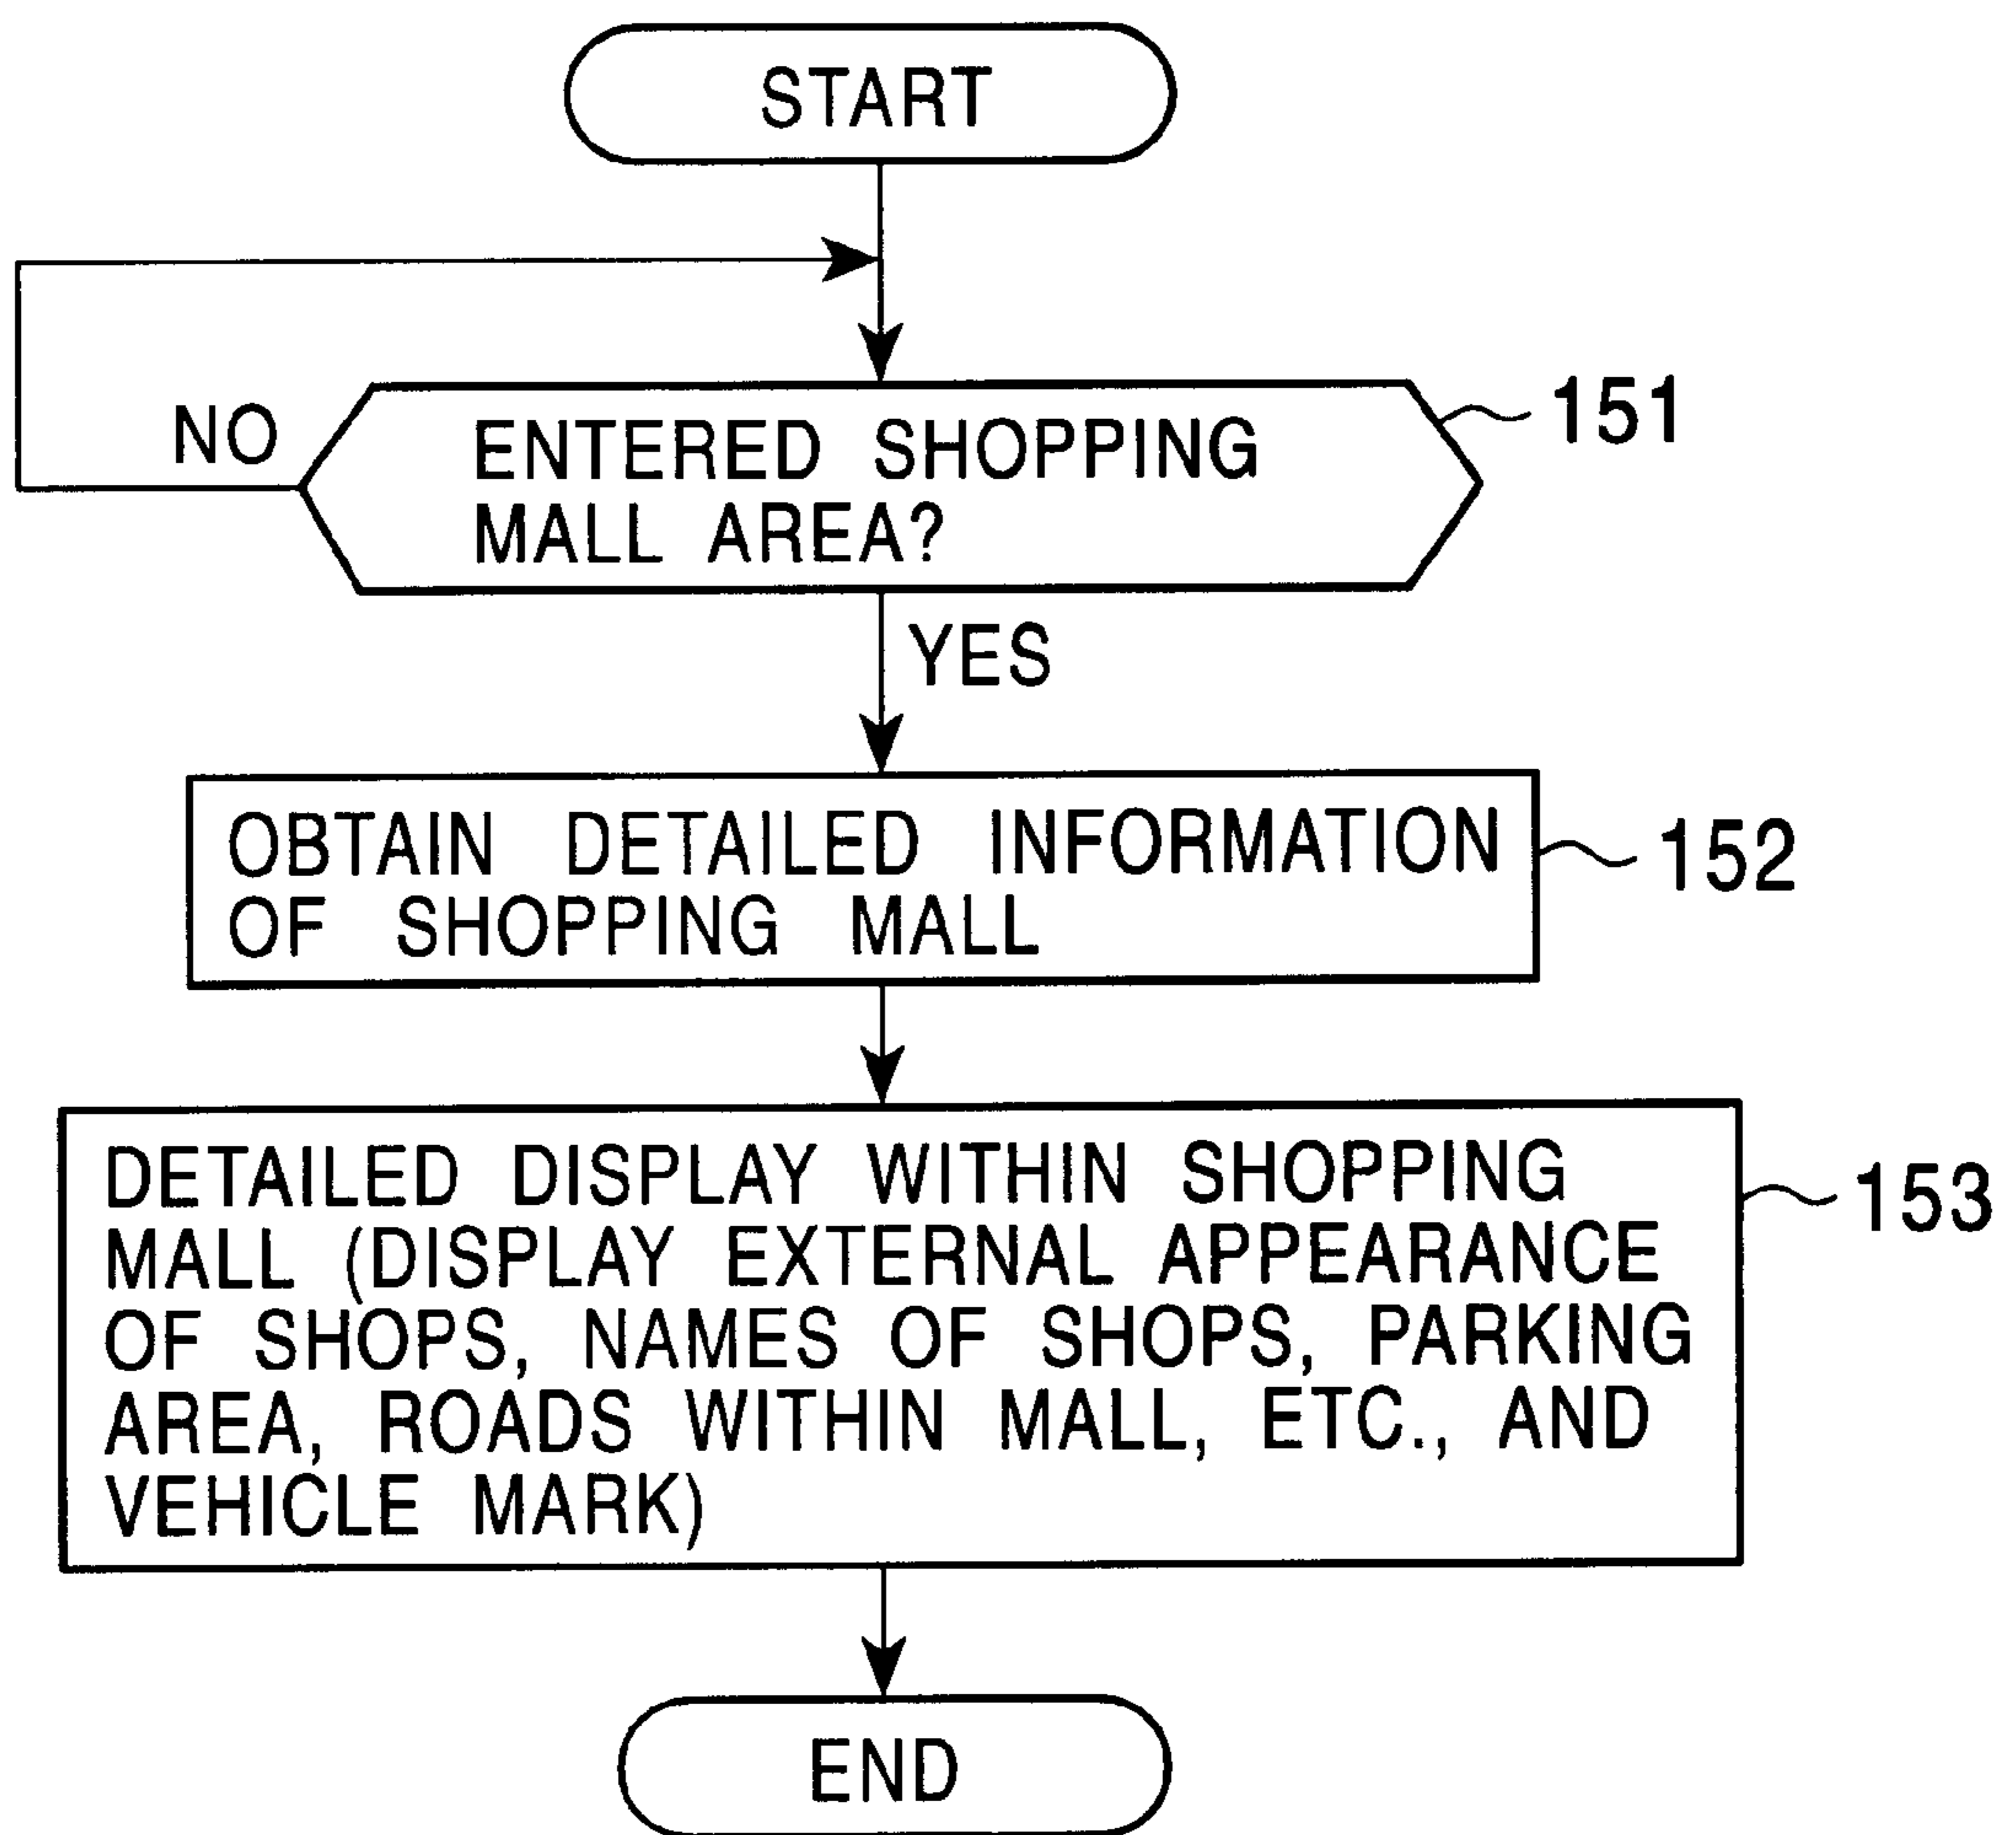 START
NO
ENTERED SHOPPING
MALL AREA?
151
YES
OBTAIN DETAILED INFORMATION
OF SHOPPING MALL
152
DETAILED DISPLAY WITHIN SHOPPING
MALL (DISPLAY EXTERNAL APPEARANCE
OF SHOPS, NAMES OF SHOPS, PARKING
AREA, ROADS WITHIN MALL, ETC., AND
VEHICLE MARK)
153
END